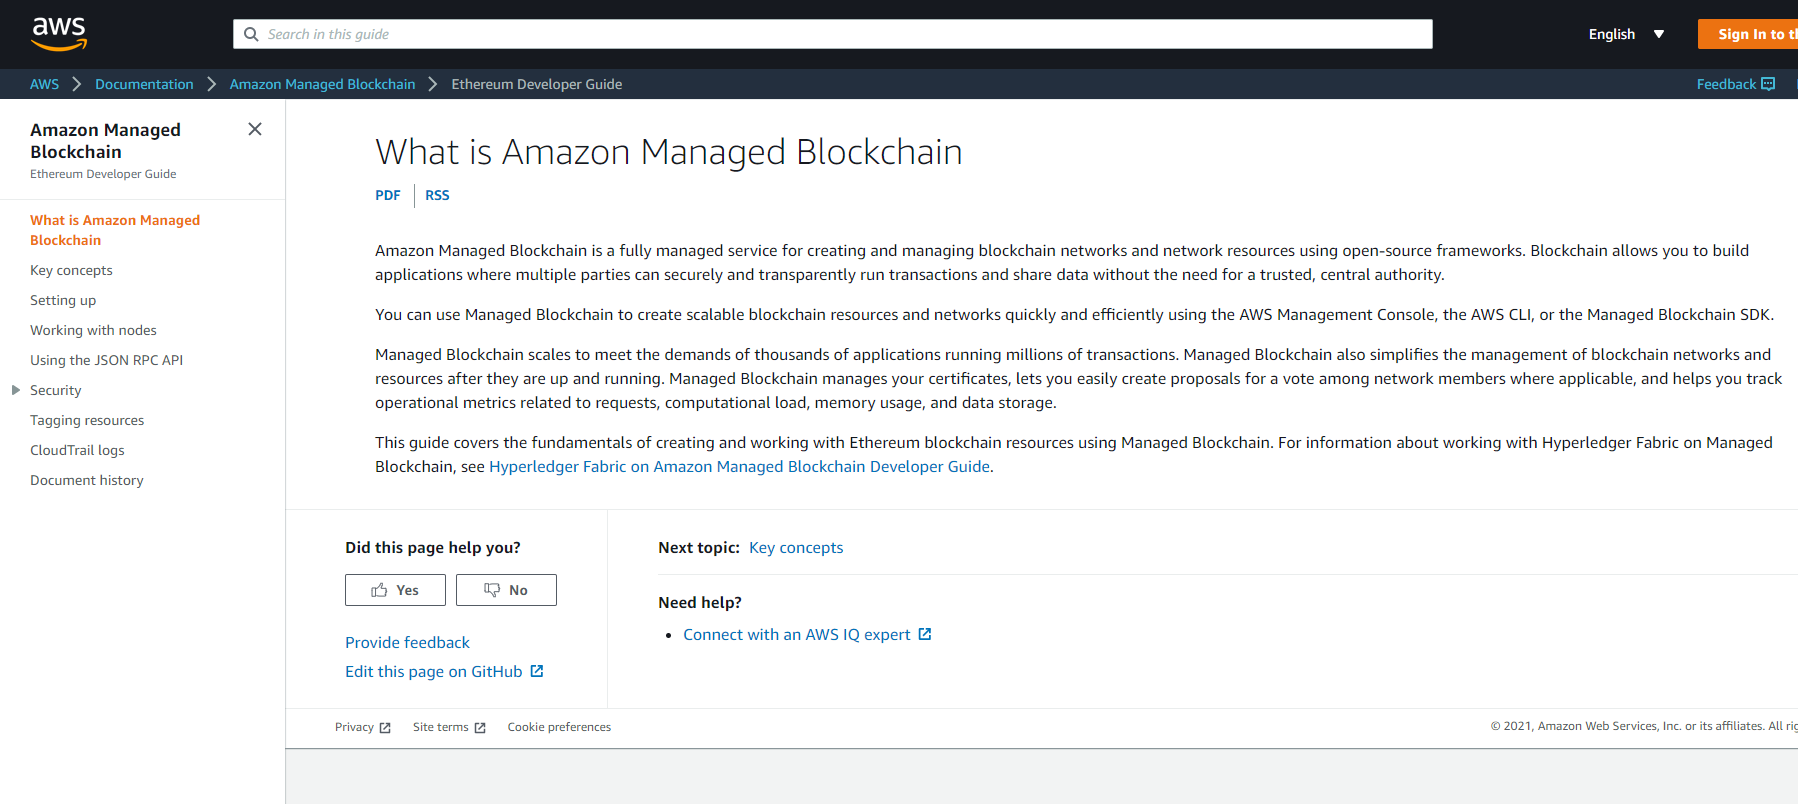 aws
Search in this guide
English
Sign In to
AWS
Documentation
Amazon Managed Blockchain
Ethereum Developer Guide
Feedback
Amazon Managed
Blockchain
Ethereum Developer Guide
What is Amazon Managed
Blockchain
Key concepts
Setting up
Working with nodes
Using the JSON RPC API
Security
Tagging resources
CloudTrail logs
Document history
What is Amazon Managed Blockchain
PDF
RSS
Amazon Managed Blockchain is a fully managed service for creating and managing blockchain networks and network resources using open-source frameworks. Blockchain allows you to build
applications where multiple parties can securely and transparently run transactions and share data without the need for a trusted, central authority.
You can use Managed Blockchain to create scalable blockchain resources and networks quickly and efficiently using the AWS Management Console, the AWS CLI, or the Managed Blockchain SDK.
Managed Blockchain scales to meet the demands of thousands of applications running millions of transactions. Managed Blockchain also simplifies the management of blockchain networks and
resources after they are up and running. Managed Blockchain manages your certificates, lets you easily create proposals for a vote among network members where applicable, and helps you track
operational metrics related to requests, computational load, memory usage, and data storage.
This guide covers the fundamentals of creating and working with Ethereum blockchain resources using Managed Blockchain. For information about working with Hyperledger Fabric on Managed
Blockchain, see Hyperledger Fabric on Amazon Managed Blockchain Developer Guide.
Did this page help you?
Yes
No
Provide feedback
Edit this page on GitHub
Next topic: Key concepts
Need help?
• Connect with an AWS IQ expert
Privacy
Site terms
Cookie preferences
© 2021, Amazon Web Services, Inc. or its affiliates. All